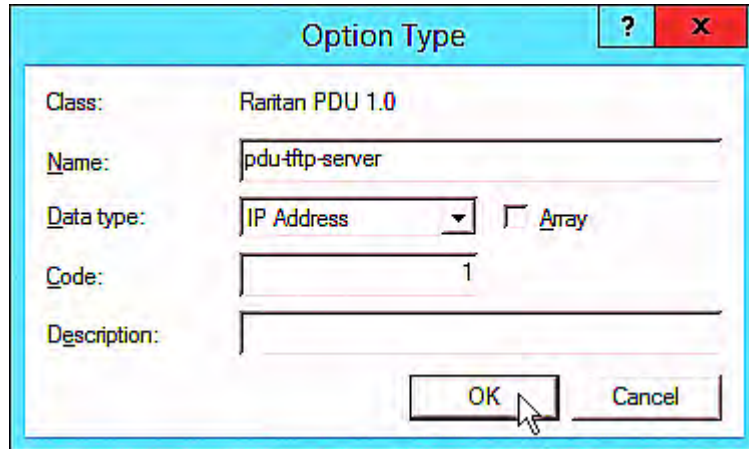 Option Type
? x
Class: Raritan PDU 1.0
Name: pdu-tftp-server
Data type: IP Address Array
Code: 1
Description:
OK Cancel